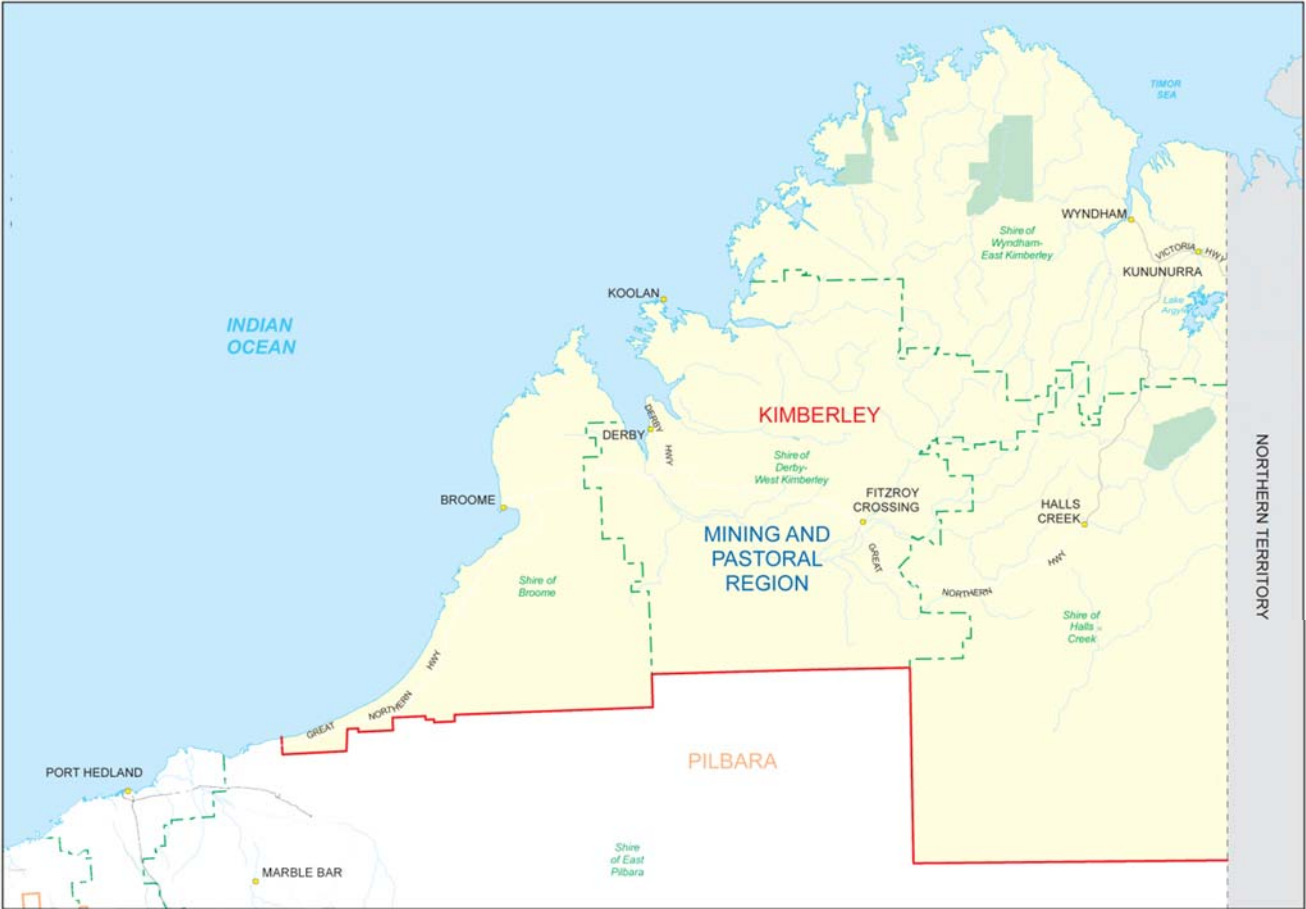 TIMOR
SEA
WYNDHAM
Shire of
Wyndham-
East Kimberley
VICTORIA HWY
KUNUNURRA
KOOLAN
Lake
Argyle
INDIAN
OCEAN
KIMBERLEY
DERBY
HWY
DERBY
Shire of
Derby-
West Kimberley
BROOME
FITZROY
CROSSING
HALLS
CREEK
MINING AND
PASTORAL
REGION
NORTHERN TERRITORY
GREAT
HWY
Shire of
Broome
NORTHERN
Shire of
Halls
Creek
HWY
NORTHERN
GREAT
PILBARA
PORT HEDLAND
Shire
of East
Pilbara
MARBLE BAR